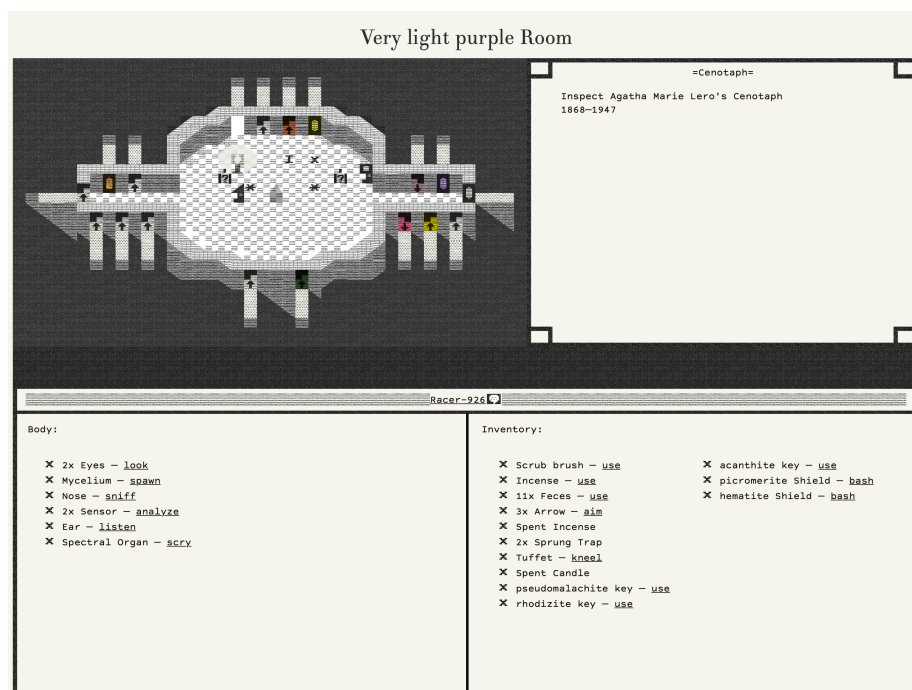 Very light purple Room
=Cenotaph=
Inspect Agatha Marie Lero's Cenotaph
1868—1947
[?]
[?]
Racer-926
Body:
2x Eyes — look
Mycelium — spawn
Nose — sniff
2x Sensor — analyze
Ear — listen
Spectral Organ — scry
Inventory:
Scrub brush — use
Incense — use
11x Feces — use
3x Arrow — aim
Spent Incense
2x Sprung Trap
Tuffet — kneel
Spent Candle
pseudomalachite key — use
rhodizite key — use
acanthite key — use
picromerite Shield — bash
hematite Shield — bash